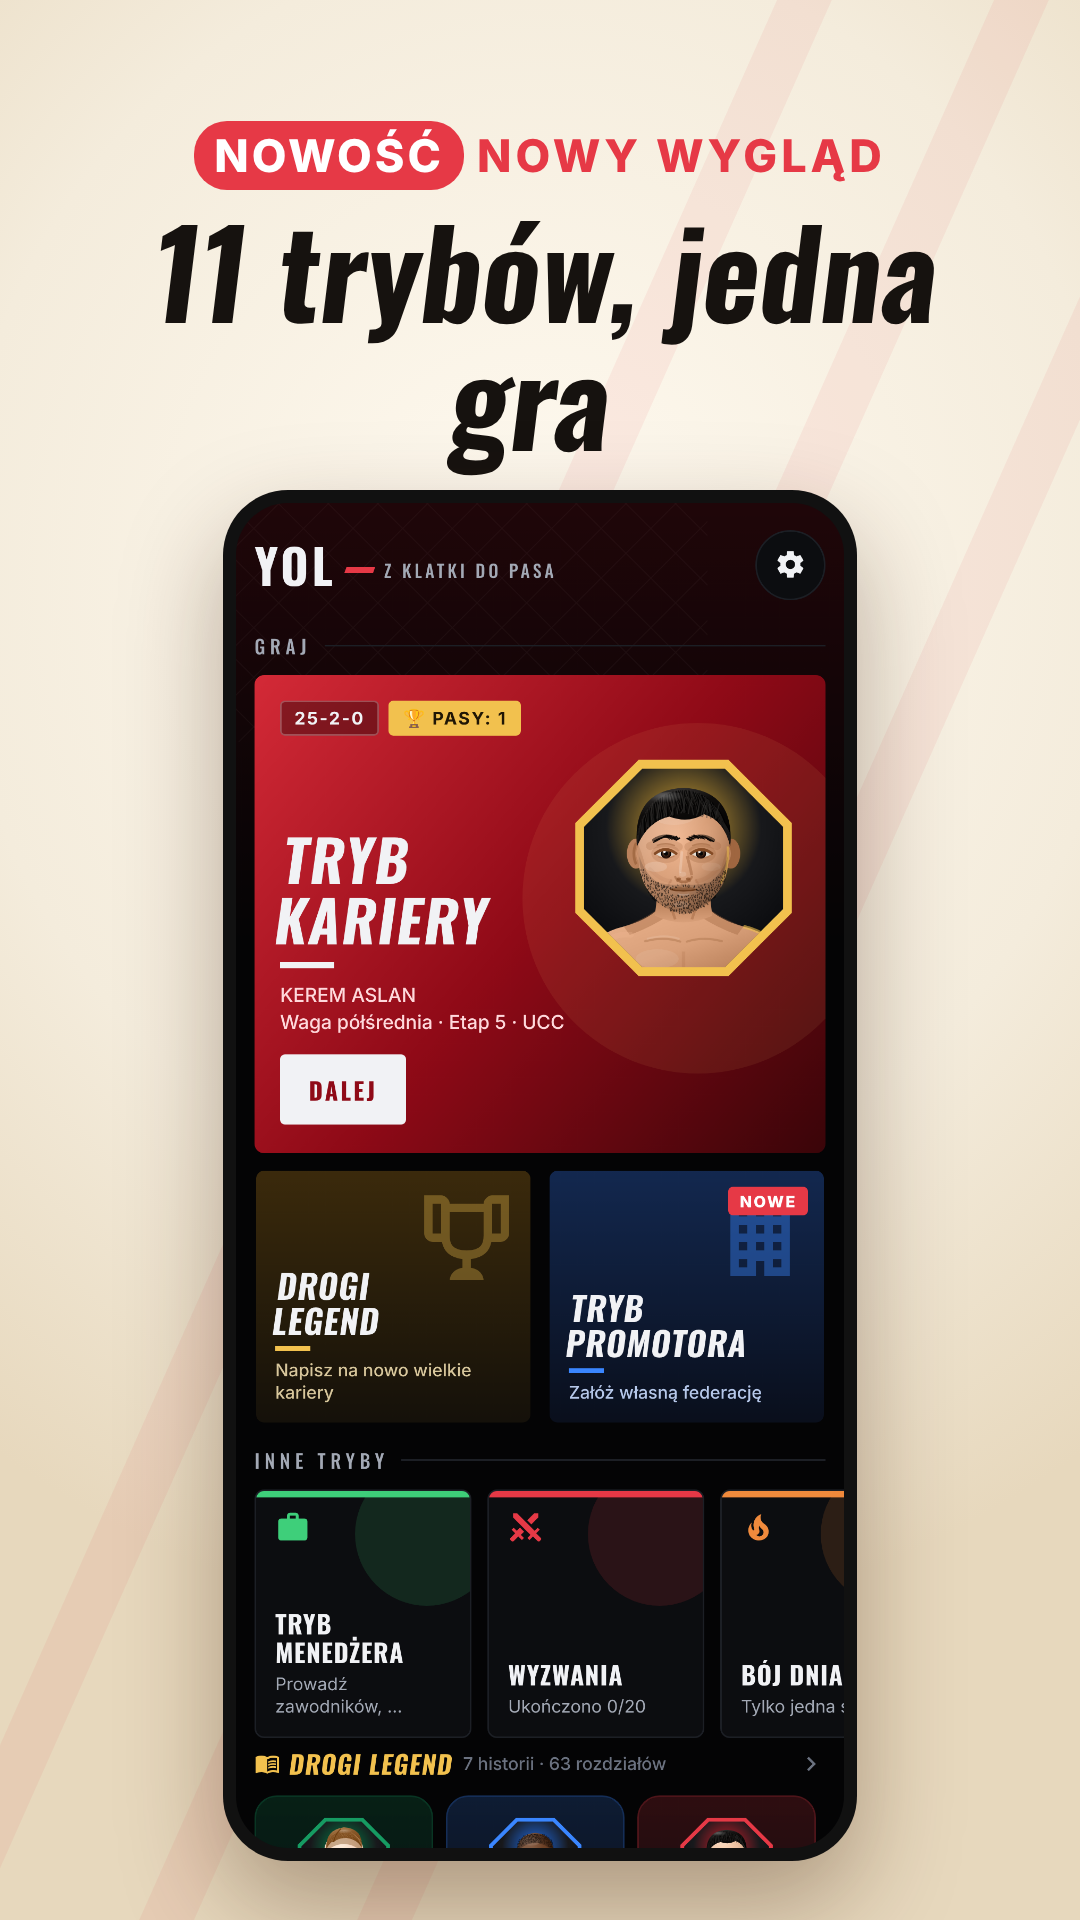 NOWOŚĆ NOWY WYGLĄD
11 trybów, jedna
gra
YOL Z KLATKI DO PASA
GRAJ
25-2-0 PASY: 1
TRYB
KARIERY
KEREM ASLAN
Waga półśrednia · Etap 5 · UCC
DALEJ
DROGI
LEGEND
Napisz na nowo wielkie
kariery
NOWE
TRYB
PROMOTORA
Załóż własną federację
INNE TRYBY
TRYB
MENEDŻERA
Prowadź
zawodników, ...
WYZWANIA
Ukończono 0/20
BÓJ DNIA
Tylko jedna
DROGI LEGEND 7 historii · 63 rozdziałów